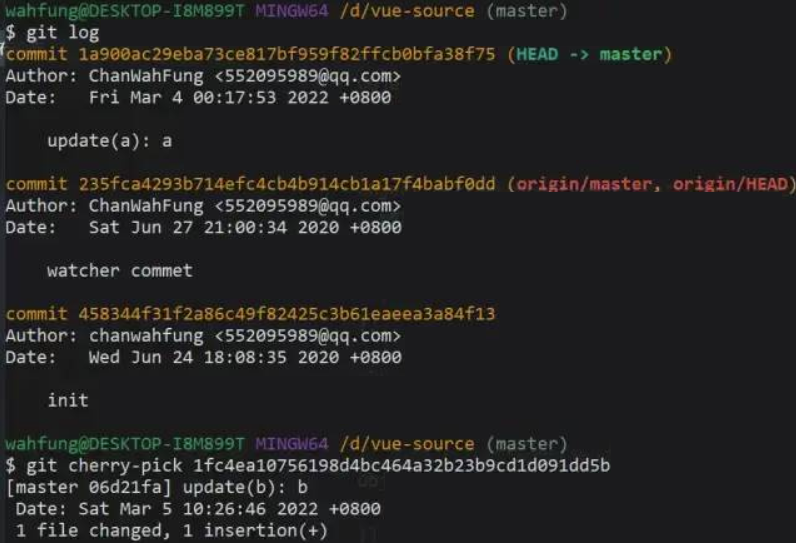 wahfung@DESKTOP-I8M899T MINGW64 /d/vue-source (master)
$ git log
commit 1a900ac29eba73ce817bf959f82ffcb0bfa38f75 (HEAD -> master)
Author: ChanWahFung <552095989@qq.com>
Date:   Fri Mar 4 00:17:53 2022 +0800
update(a): a
commit 235fca4293b714efc4cb4b914cb1a17f4babf0dd (origin/master, origin/HEAD)
Author: ChanWahFung <552095989@qq.com>
Date:   Sat Jun 27 21:00:34 2020 +0800
watcher commet
commit 458344f31f2a86c49f82425c3b61eaeea3a84f13
Author: chanwahfung <552095989@qq.com>
Date:   Wed Jun 24 18:08:35 2020 +0800
init
wahfung@DESKTOP-I8M899T MINGW64 /d/vue-source (master)
$ git cherry-pick 1fc4ea10756198d4bc464a32b23b9cd1d091dd5b
[master 06d21fa] update(b): b
Date: Sat Mar 5 10:26:46 2022 +0800
1 file changed, 1 insertion(+)